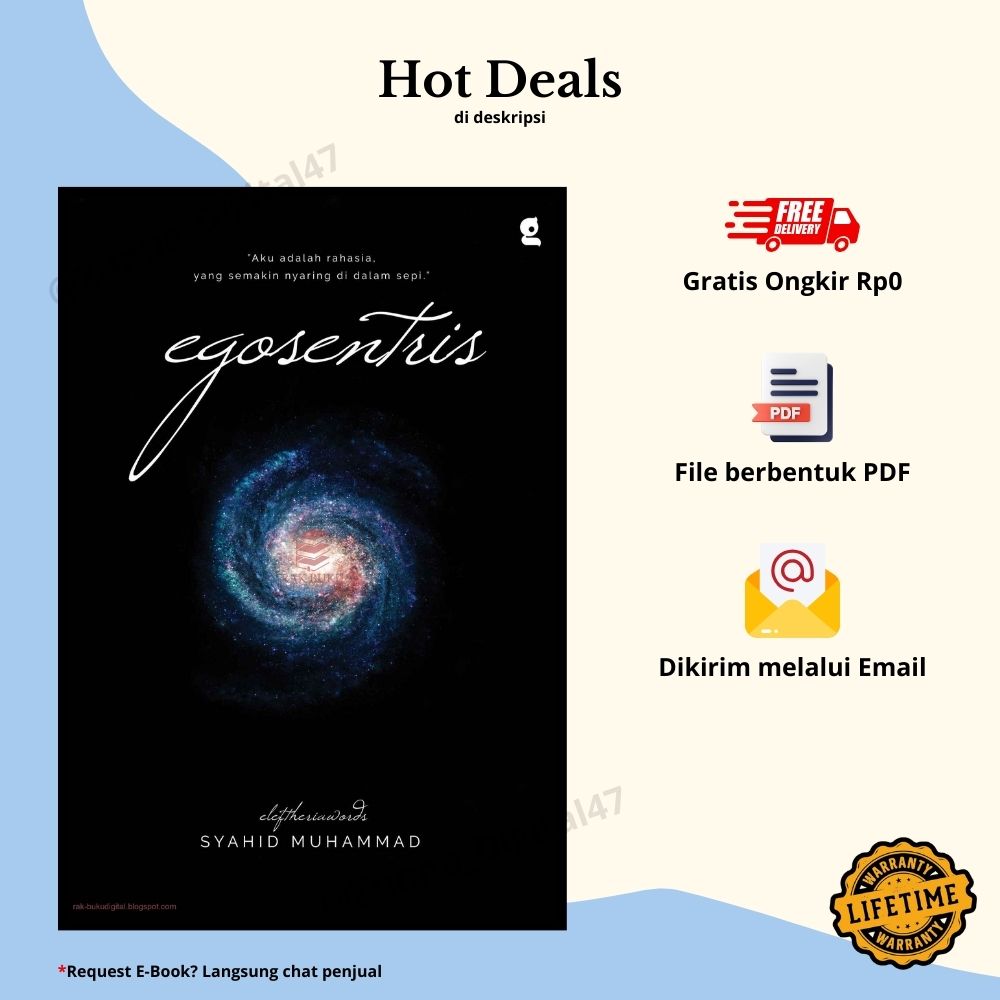 Hot Deals
di deskripsi
"Aku adalah rahasia,
yang semakin nyaring di dalam sepi."
egosentris
eleftheriawords
SYAHID MUHAMMAD
rak-bukudigital.blogspot.com
FREE
DELIVERY
Gratis Ongkir Rp0
PDF
File berbentuk PDF
Dikirim melalui Email
WARRANTY
LIFETIME
WARRANTY
*Request E-Book? Langsung chat penjual